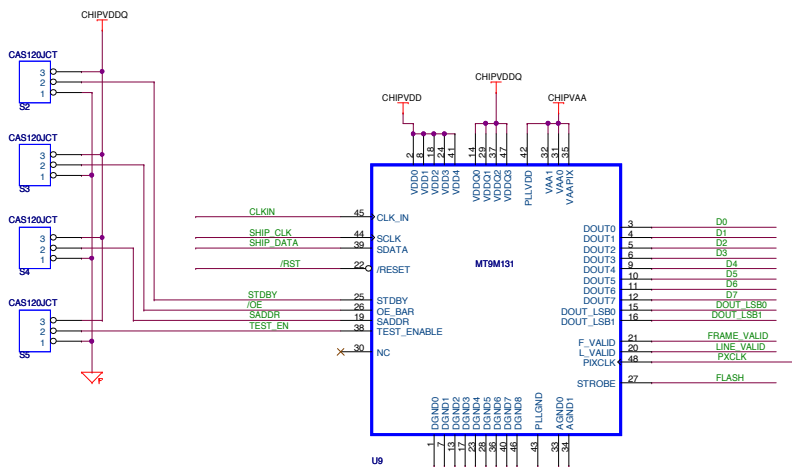 CHIPVDDQ
CAS120JCT
3
2
1
S2
CAS120JCT
3
2
1
S3
CAS120JCT
3
2
1
S4
CAS120JCT
3
2
1
S5
P
CHIPVDD
CHIPVDDQ
CHIPVAA
2 8 18 24 41 14 29 37 47 42 32 31 35
VDD0 VDD1 VDD2 VDD3 VDD4 VDDQ0 VDDQ1 VDDQ2 VDDQ3 PLLVDD VAA1 VAA0 VAAPIX
CLKIN 45 CLK_IN
SHIP_CLK 44 SCLK
SHIP_DATA 39 SDATA
/RST 22 /RESET
STDBY 25 STDBY
/OE 26 OE_BAR
SADDR 19 SADDR
TEST_EN 38 TEST_ENABLE
30 NC
MT9M131
DOUT0 3 D0
DOUT1 4 D1
DOUT2 5 D2
DOUT3 6 D3
DOUT4 9 D4
DOUT5 10 D5
DOUT6 11 D6
DOUT7 12 D7
DOUT_LSB0 15 DOUT_LSB0
DOUT_LSB1 16 DOUT_LSB1
F_VALID 21 FRAME_VALID
L_VALID 20 LINE_VALID
PIXCLK 48 PXCLK
STROBE 27 FLASH
DGND0 DGND1 DGND2 DGND3 DGND4 DGND5 DGND6 DGND7 DGND8 PLLGND AGND0 AGND1
1 7 13 17 23 28 36 40 46 43 33 34
U9